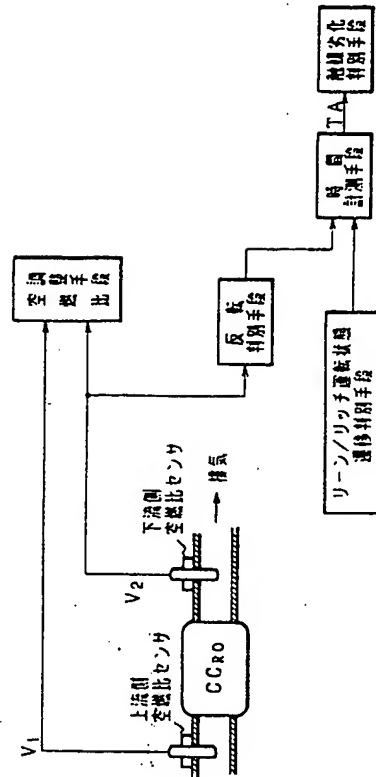 V1
上流側
空燃比センサ
CCRO
V2
下流側
空燃比センサ
排気
空燃比
調整手段
反転
判別手段
リーン/リッチ運転状態
遷移判別手段
時間
計測手段
TA
触媒劣化
判別手段